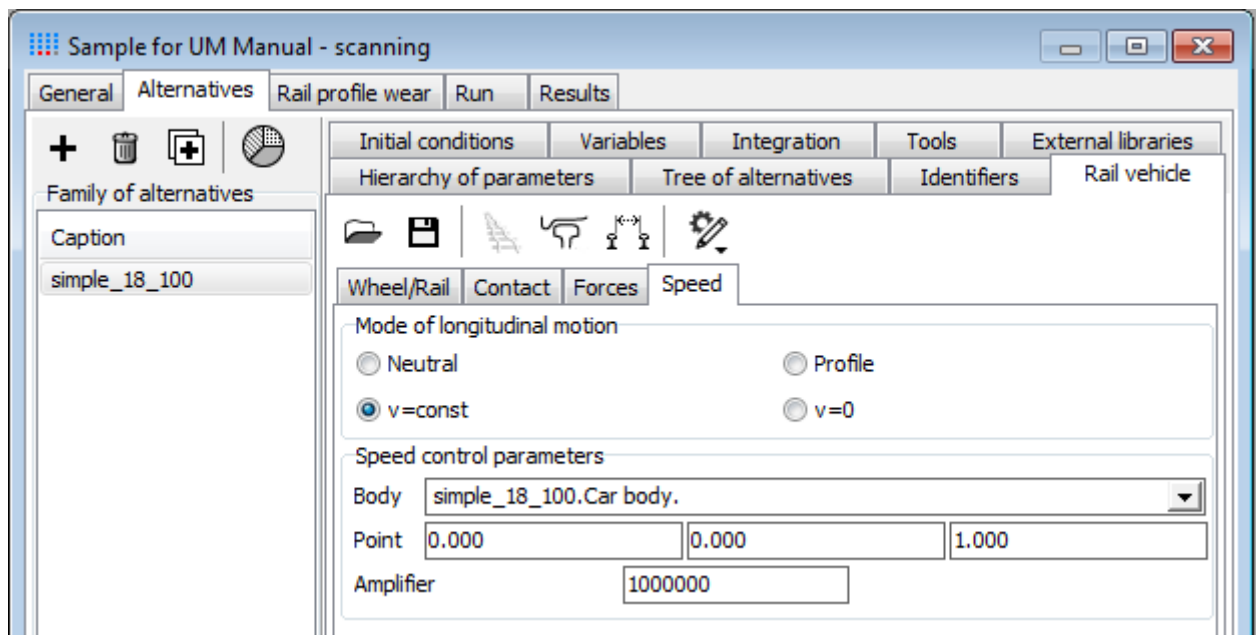 Sample for UM Manual - scanning
General Alternatives Rail profile wear Run Results
Initial conditions Variables Integration Tools External libraries
Hierarchy of parameters Tree of alternatives Identifiers Rail vehicle
Family of alternatives
Caption
simple_18_100
Wheel/Rail Contact Forces Speed
Mode of longitudinal motion
Neutral Profile
v=const v=0
Speed control parameters
Body simple_18_100.Car body.
Point 0.000 0.000 1.000
Amplifier 1000000